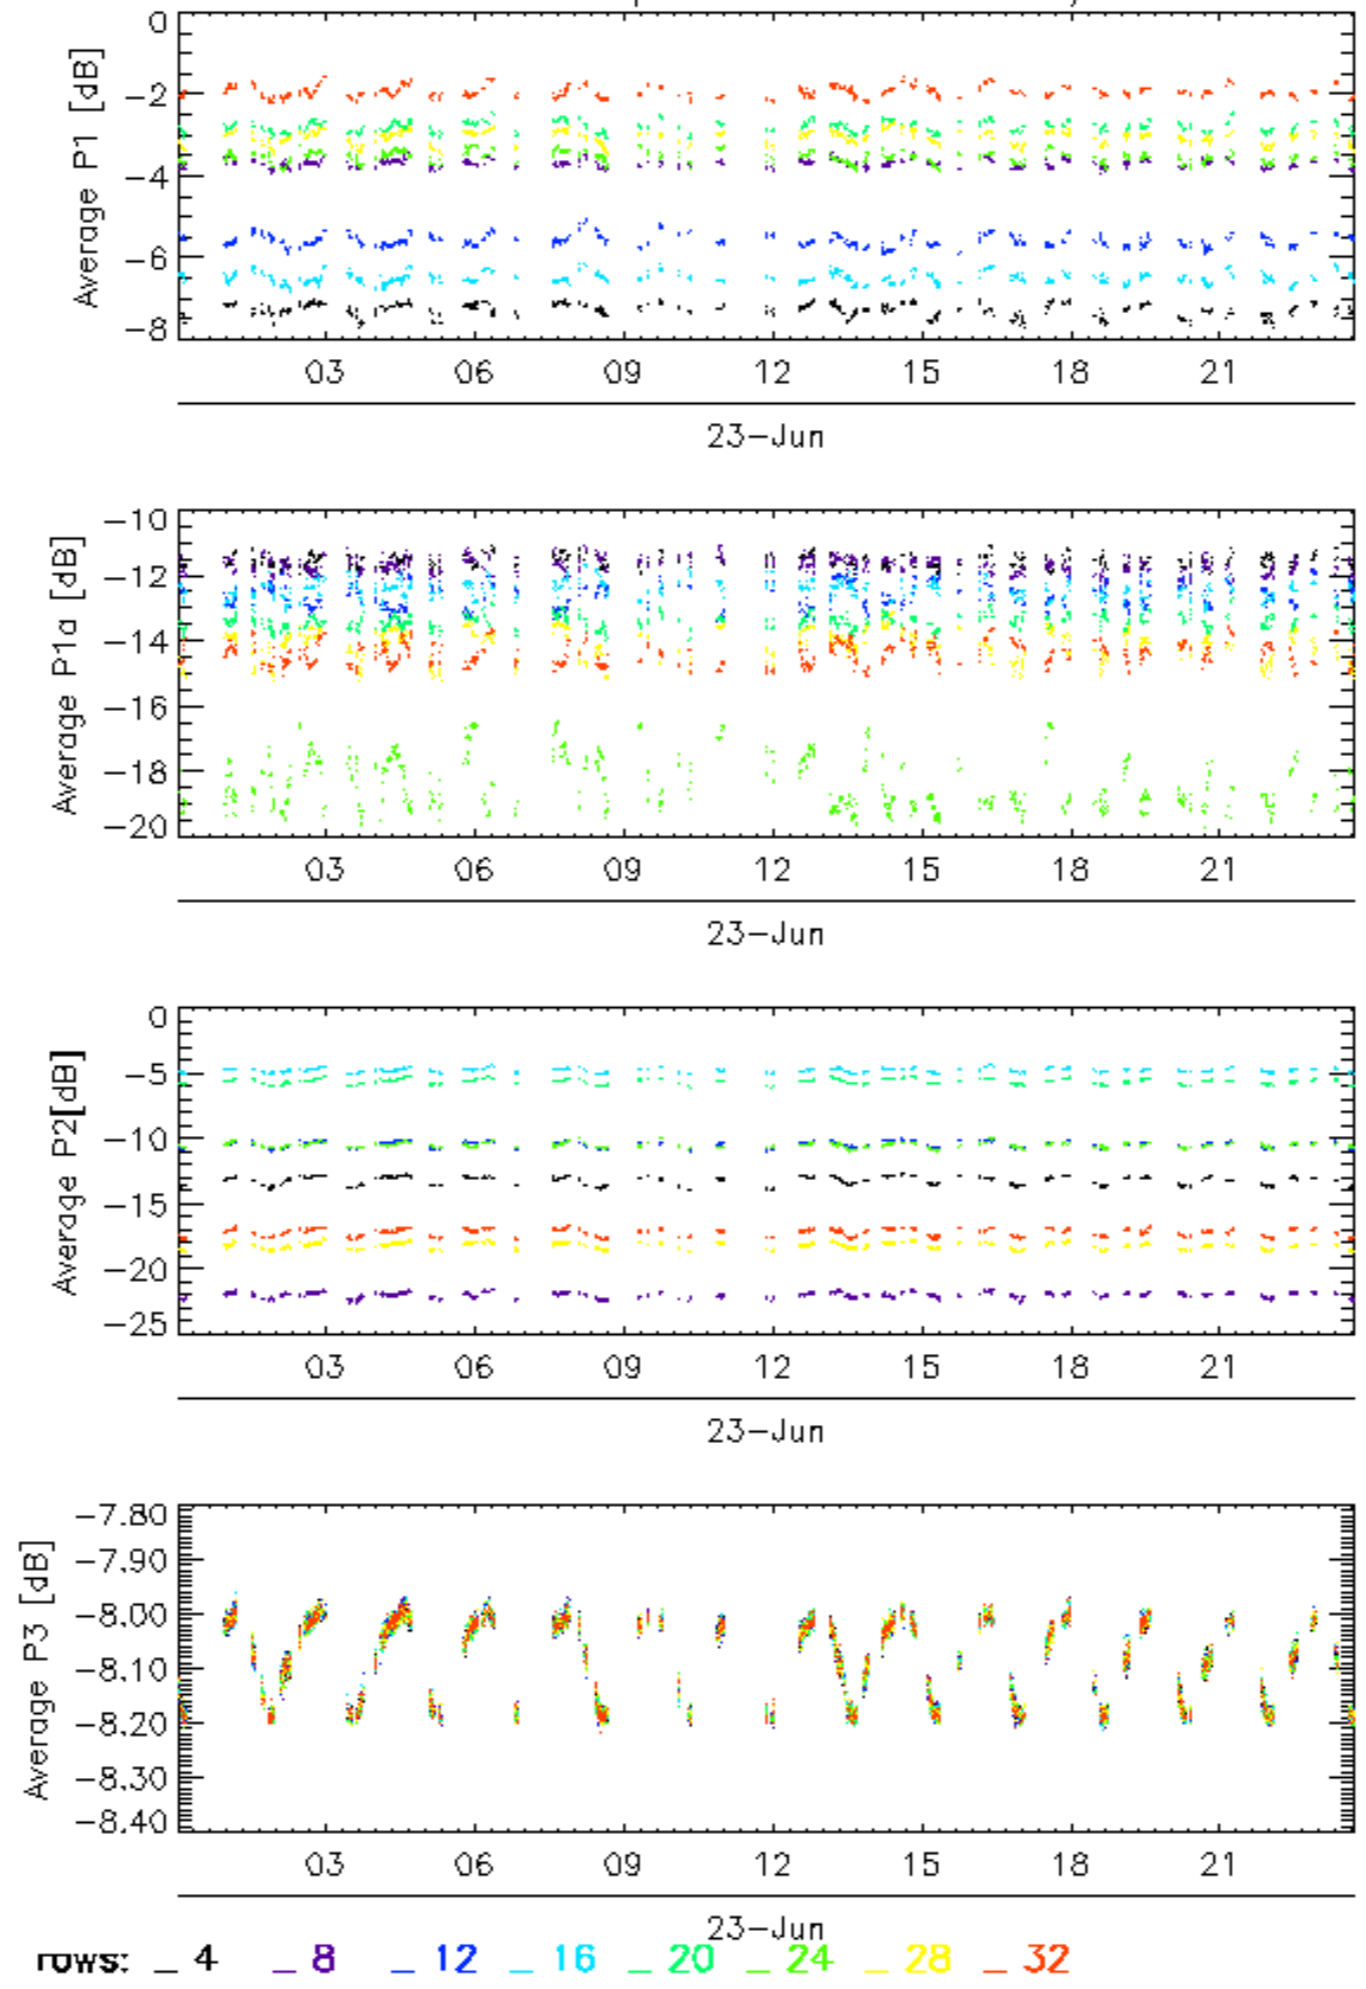 0
-2
-4
-6
-8
Average P1 [dB]
03 06 09 12 15 18 21
23-Jun
-10
-12
-14
-16
-18
-20
Average P1a [dB]
03 06 09 12 15 18 21
23-Jun
0
-5
-10
-15
-20
-25
Average P2[dB]
03 06 09 12 15 18 21
23-Jun
-7.80
-7.90
-8.00
-8.10
-8.20
-8.30
-8.40
Average P3 [dB]
03 06 09 12 15 18 21
23-Jun
rows: _ 4 _ 8 _ 12 _ 16 _ 20 _ 24 _ 28 _ 32